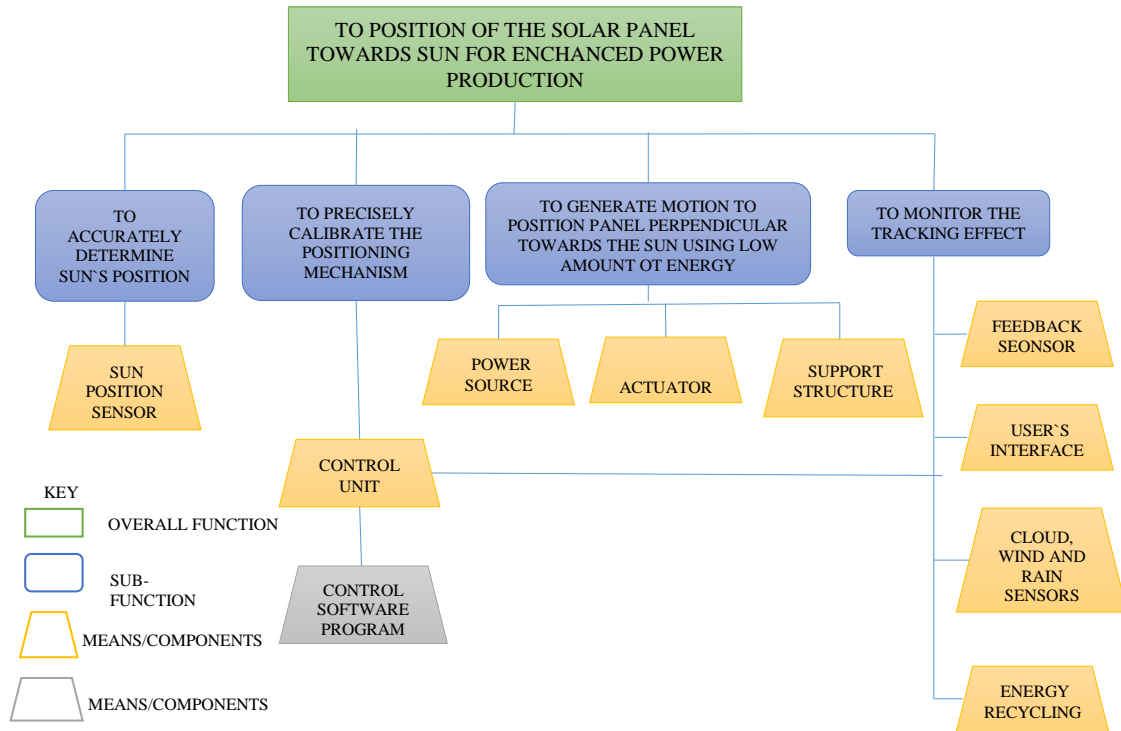 TO POSITION OF THE SOLAR PANEL
TOWARDS SUN FOR ENCHANCED POWER
PRODUCTION
TO
ACCURATELY
DETERMINE
SUN`S POSITION
TO PRECISELY
CALIBRATE THE
POSITIONING
MECHANISM
TO GENERATE MOTION TO
POSITION PANEL PERPENDICULAR
TOWARDS THE SUN USING LOW
AMOUNT OT ENERGY
TO MONITOR THE
TRACKING EFFECT
SUN
POSITION
SENSOR
POWER
SOURCE
ACTUATOR
SUPPORT
STRUCTURE
FEEDBACK
SEONSOR
CONTROL
UNIT
USER`S
INTERFACE
CONTROL
SOFTWARE
PROGRAM
CLOUD,
WIND AND
RAIN
SENSORS
ENERGY
RECYCLING
KEY
OVERALL FUNCTION
SUB-
FUNCTION
MEANS/COMPONENTS
MEANS/COMPONENTS